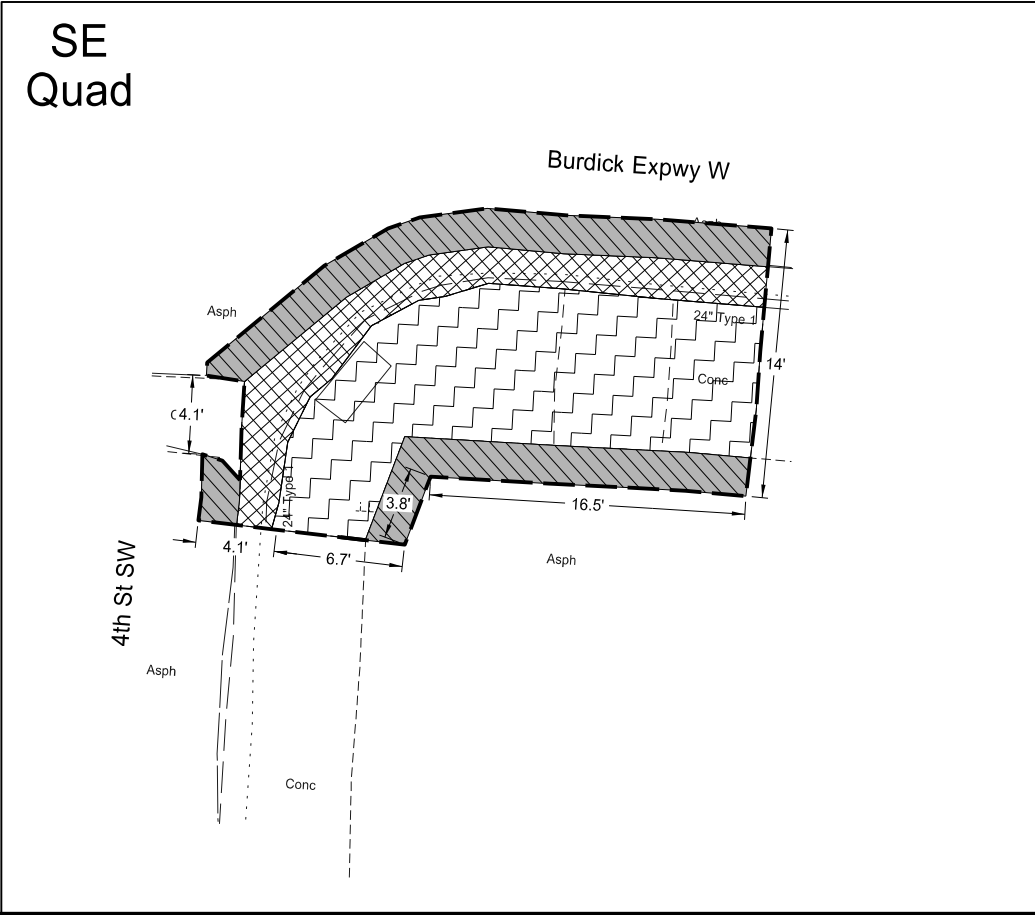 SE
Quad
Burdick Expwy W
Asph
24" Type 1
14'
Conc
4.1'
24" Type 1
3.8'
16.5'
4.1'
6.7'
Asph
4th St SW
Asph
Conc